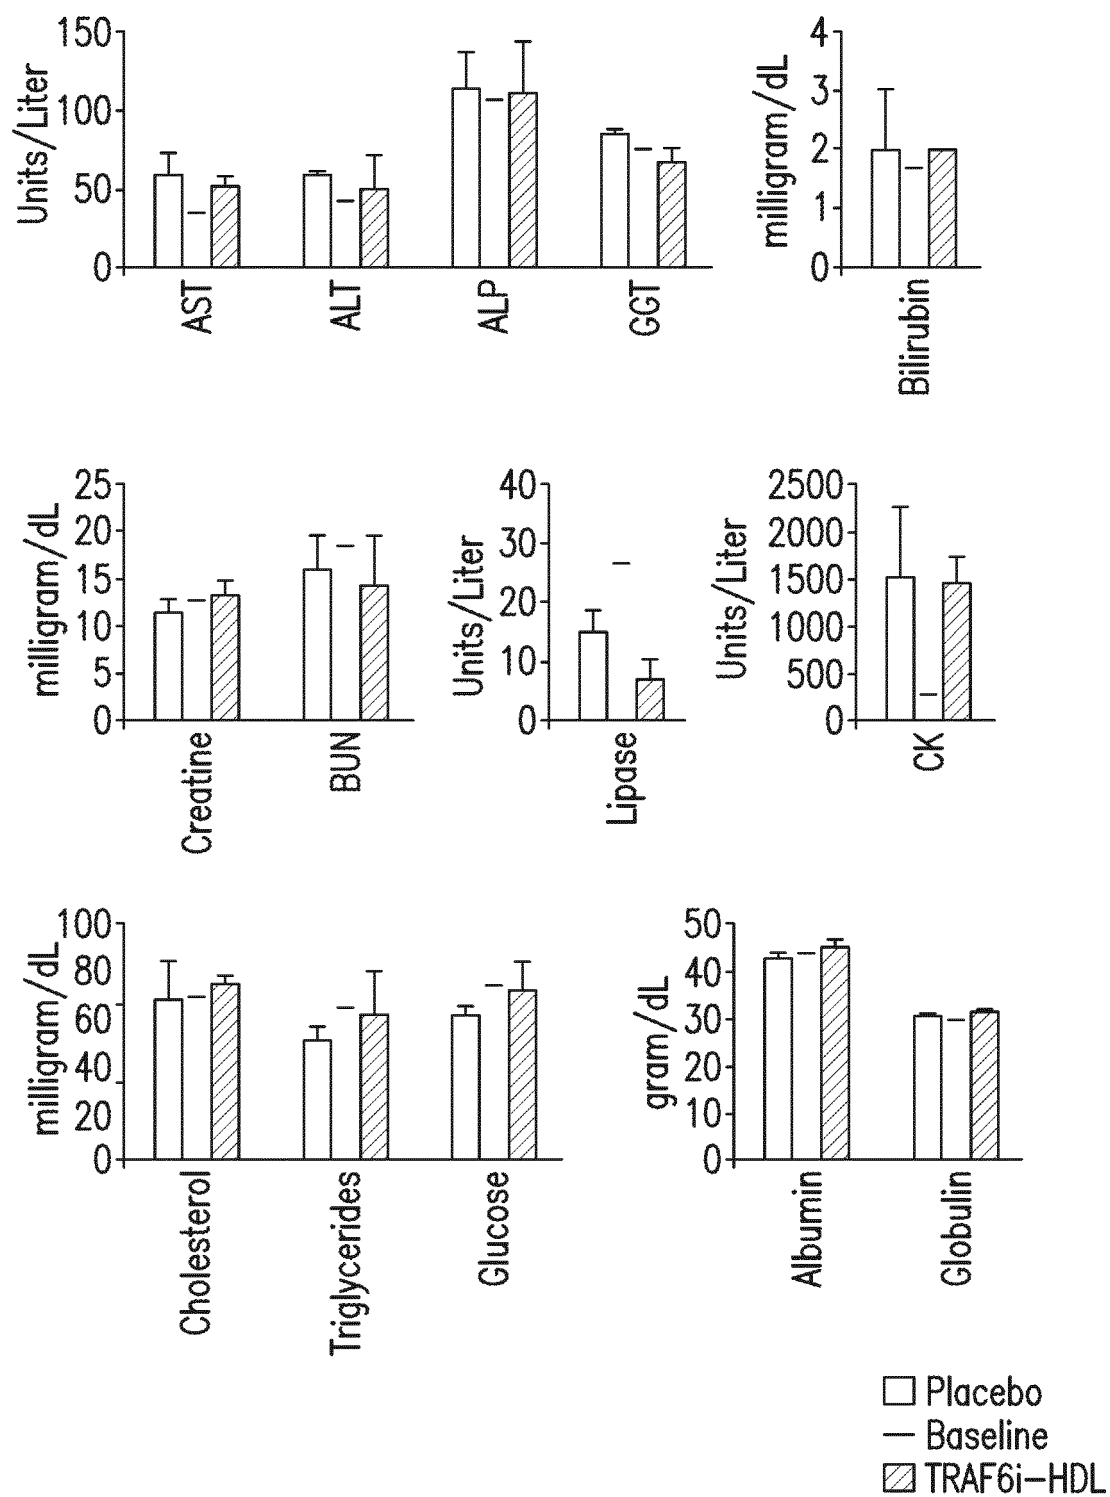 Units/Liter
150
100
50
0
AST
ALT
ALP
GGT
milligram/dL
4
3
2
1
0
Bilirubin
milligram/dL
25
20
15
10
5
0
Creatine
BUN
Units/Liter
40
30
20
10
0
Lipase
Units/Liter
2500
2000
1500
1000
500
0
CK
milligram/dL
100
80
60
40
20
0
Cholesterol
Triglycerides
Glucose
gram/dL
50
40
30
20
10
0
Albumin
Globulin
Placebo
Baseline
TRAF6i-HDL